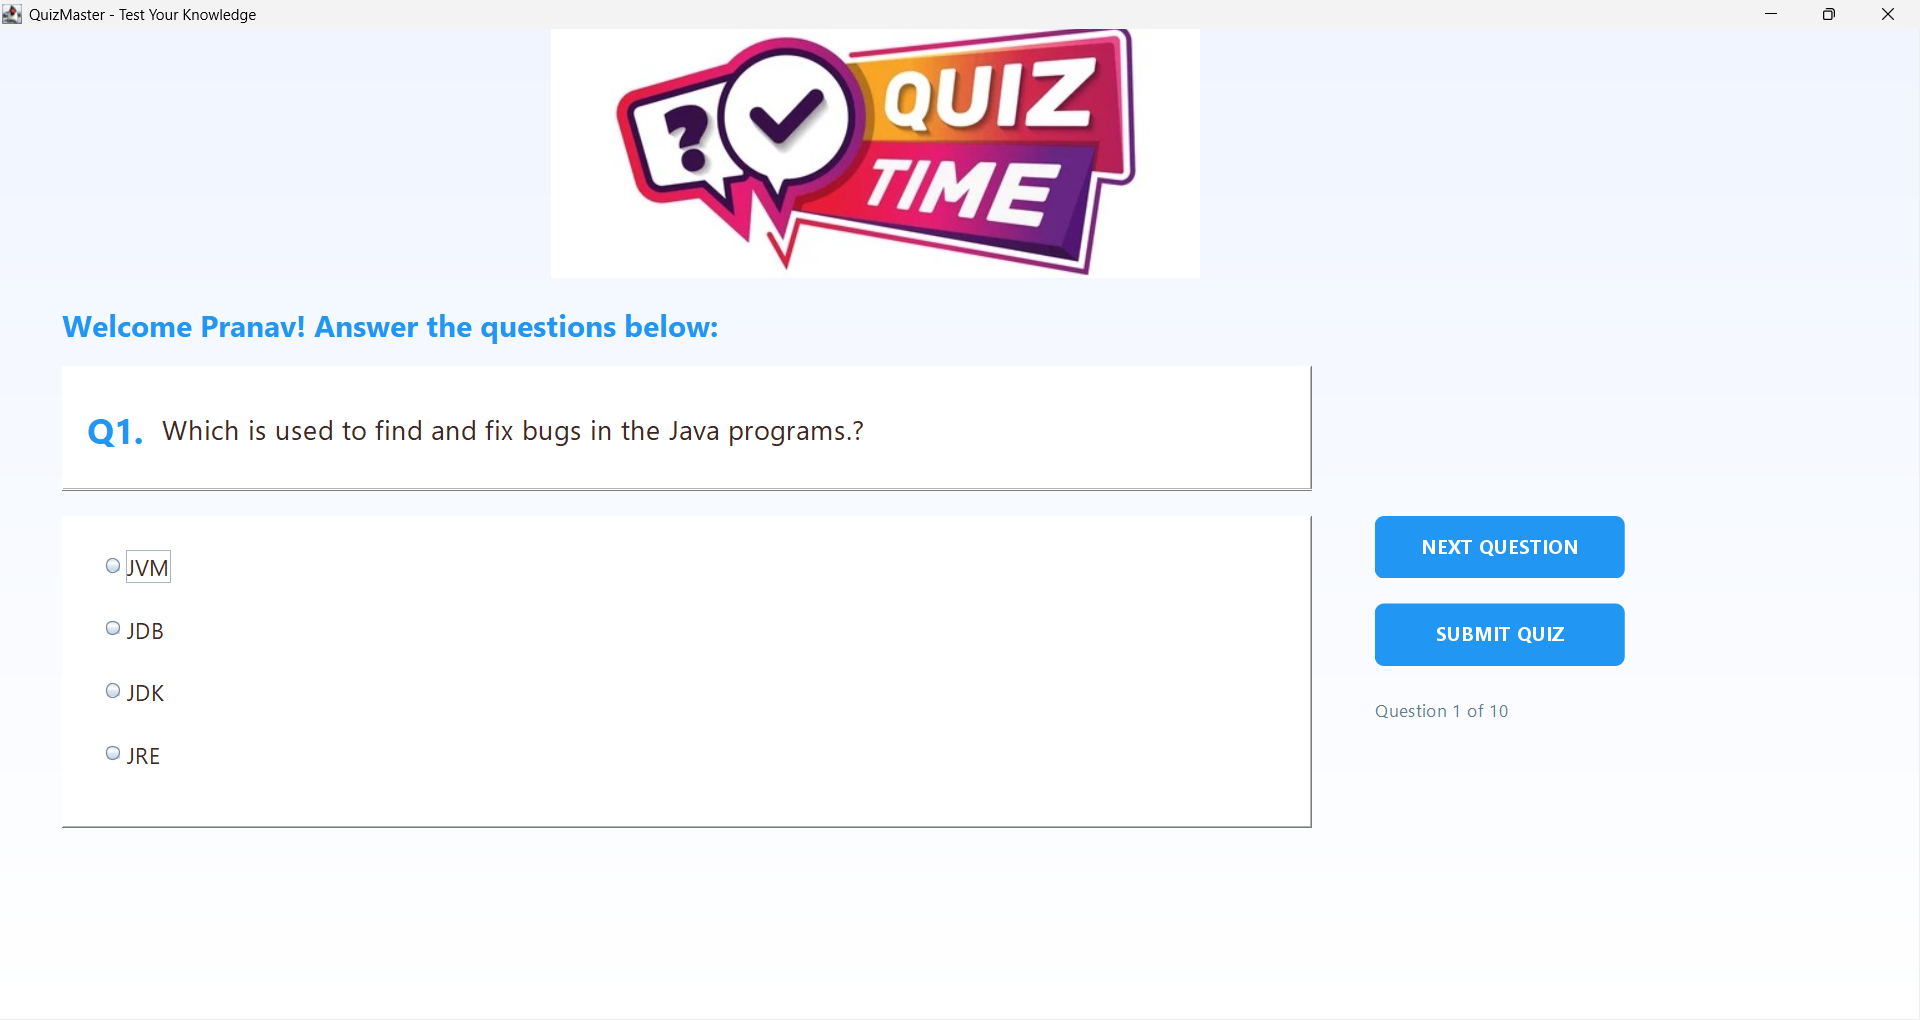 QuizMaster - Test Your Knowledge
?
QUIZ
TIME
Welcome Pranav! Answer the questions below:
Q1. Which is used to find and fix bugs in the Java programs.?
JVM
JDB
JDK
JRE
NEXT QUESTION
SUBMIT QUIZ
Question 1 of 10